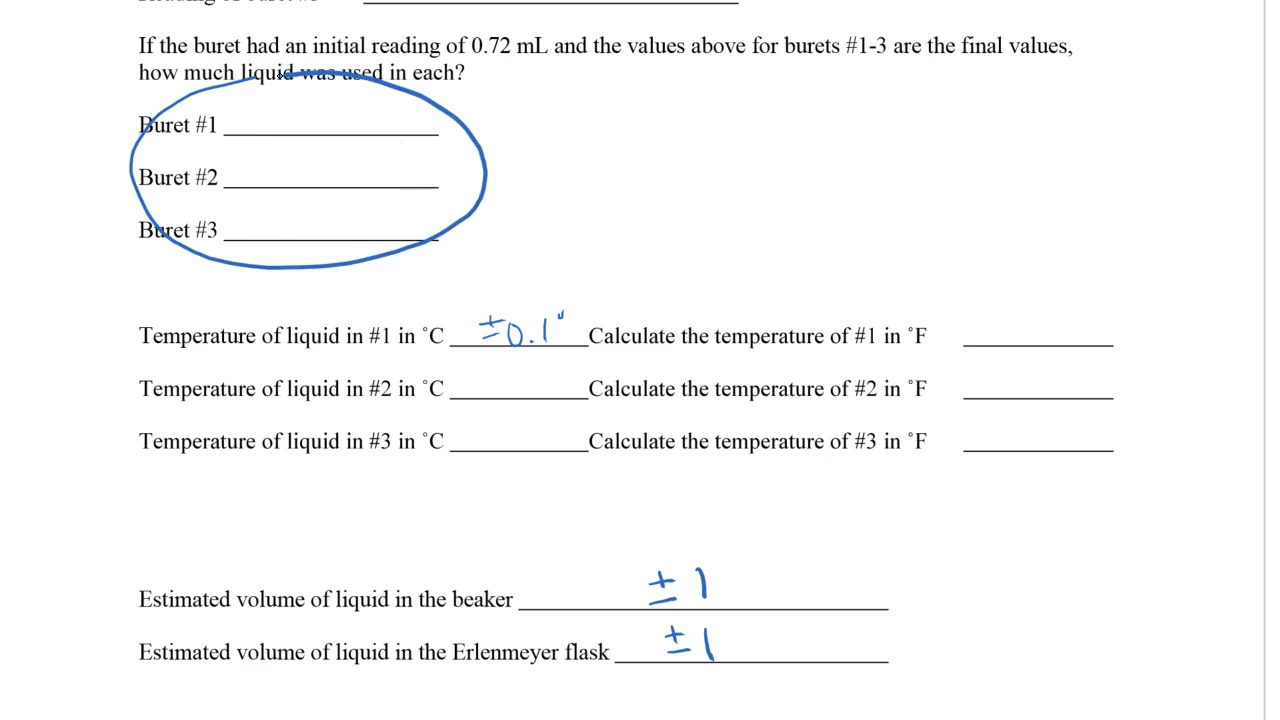 If the buret had an initial reading of 0.72 mL and the values above for burets #1-3 are the final values,
how much liquid was used in each?
Buret #1
Buret #2
Buret #3
Temperature of liquid in #1 in ˚C ±0.1° Calculate the temperature of #1 in ˚F
Temperature of liquid in #2 in ˚C Calculate the temperature of #2 in ˚F
Temperature of liquid in #3 in ˚C Calculate the temperature of #3 in ˚F
Estimated volume of liquid in the beaker ± 1
Estimated volume of liquid in the Erlenmeyer flask ± 1